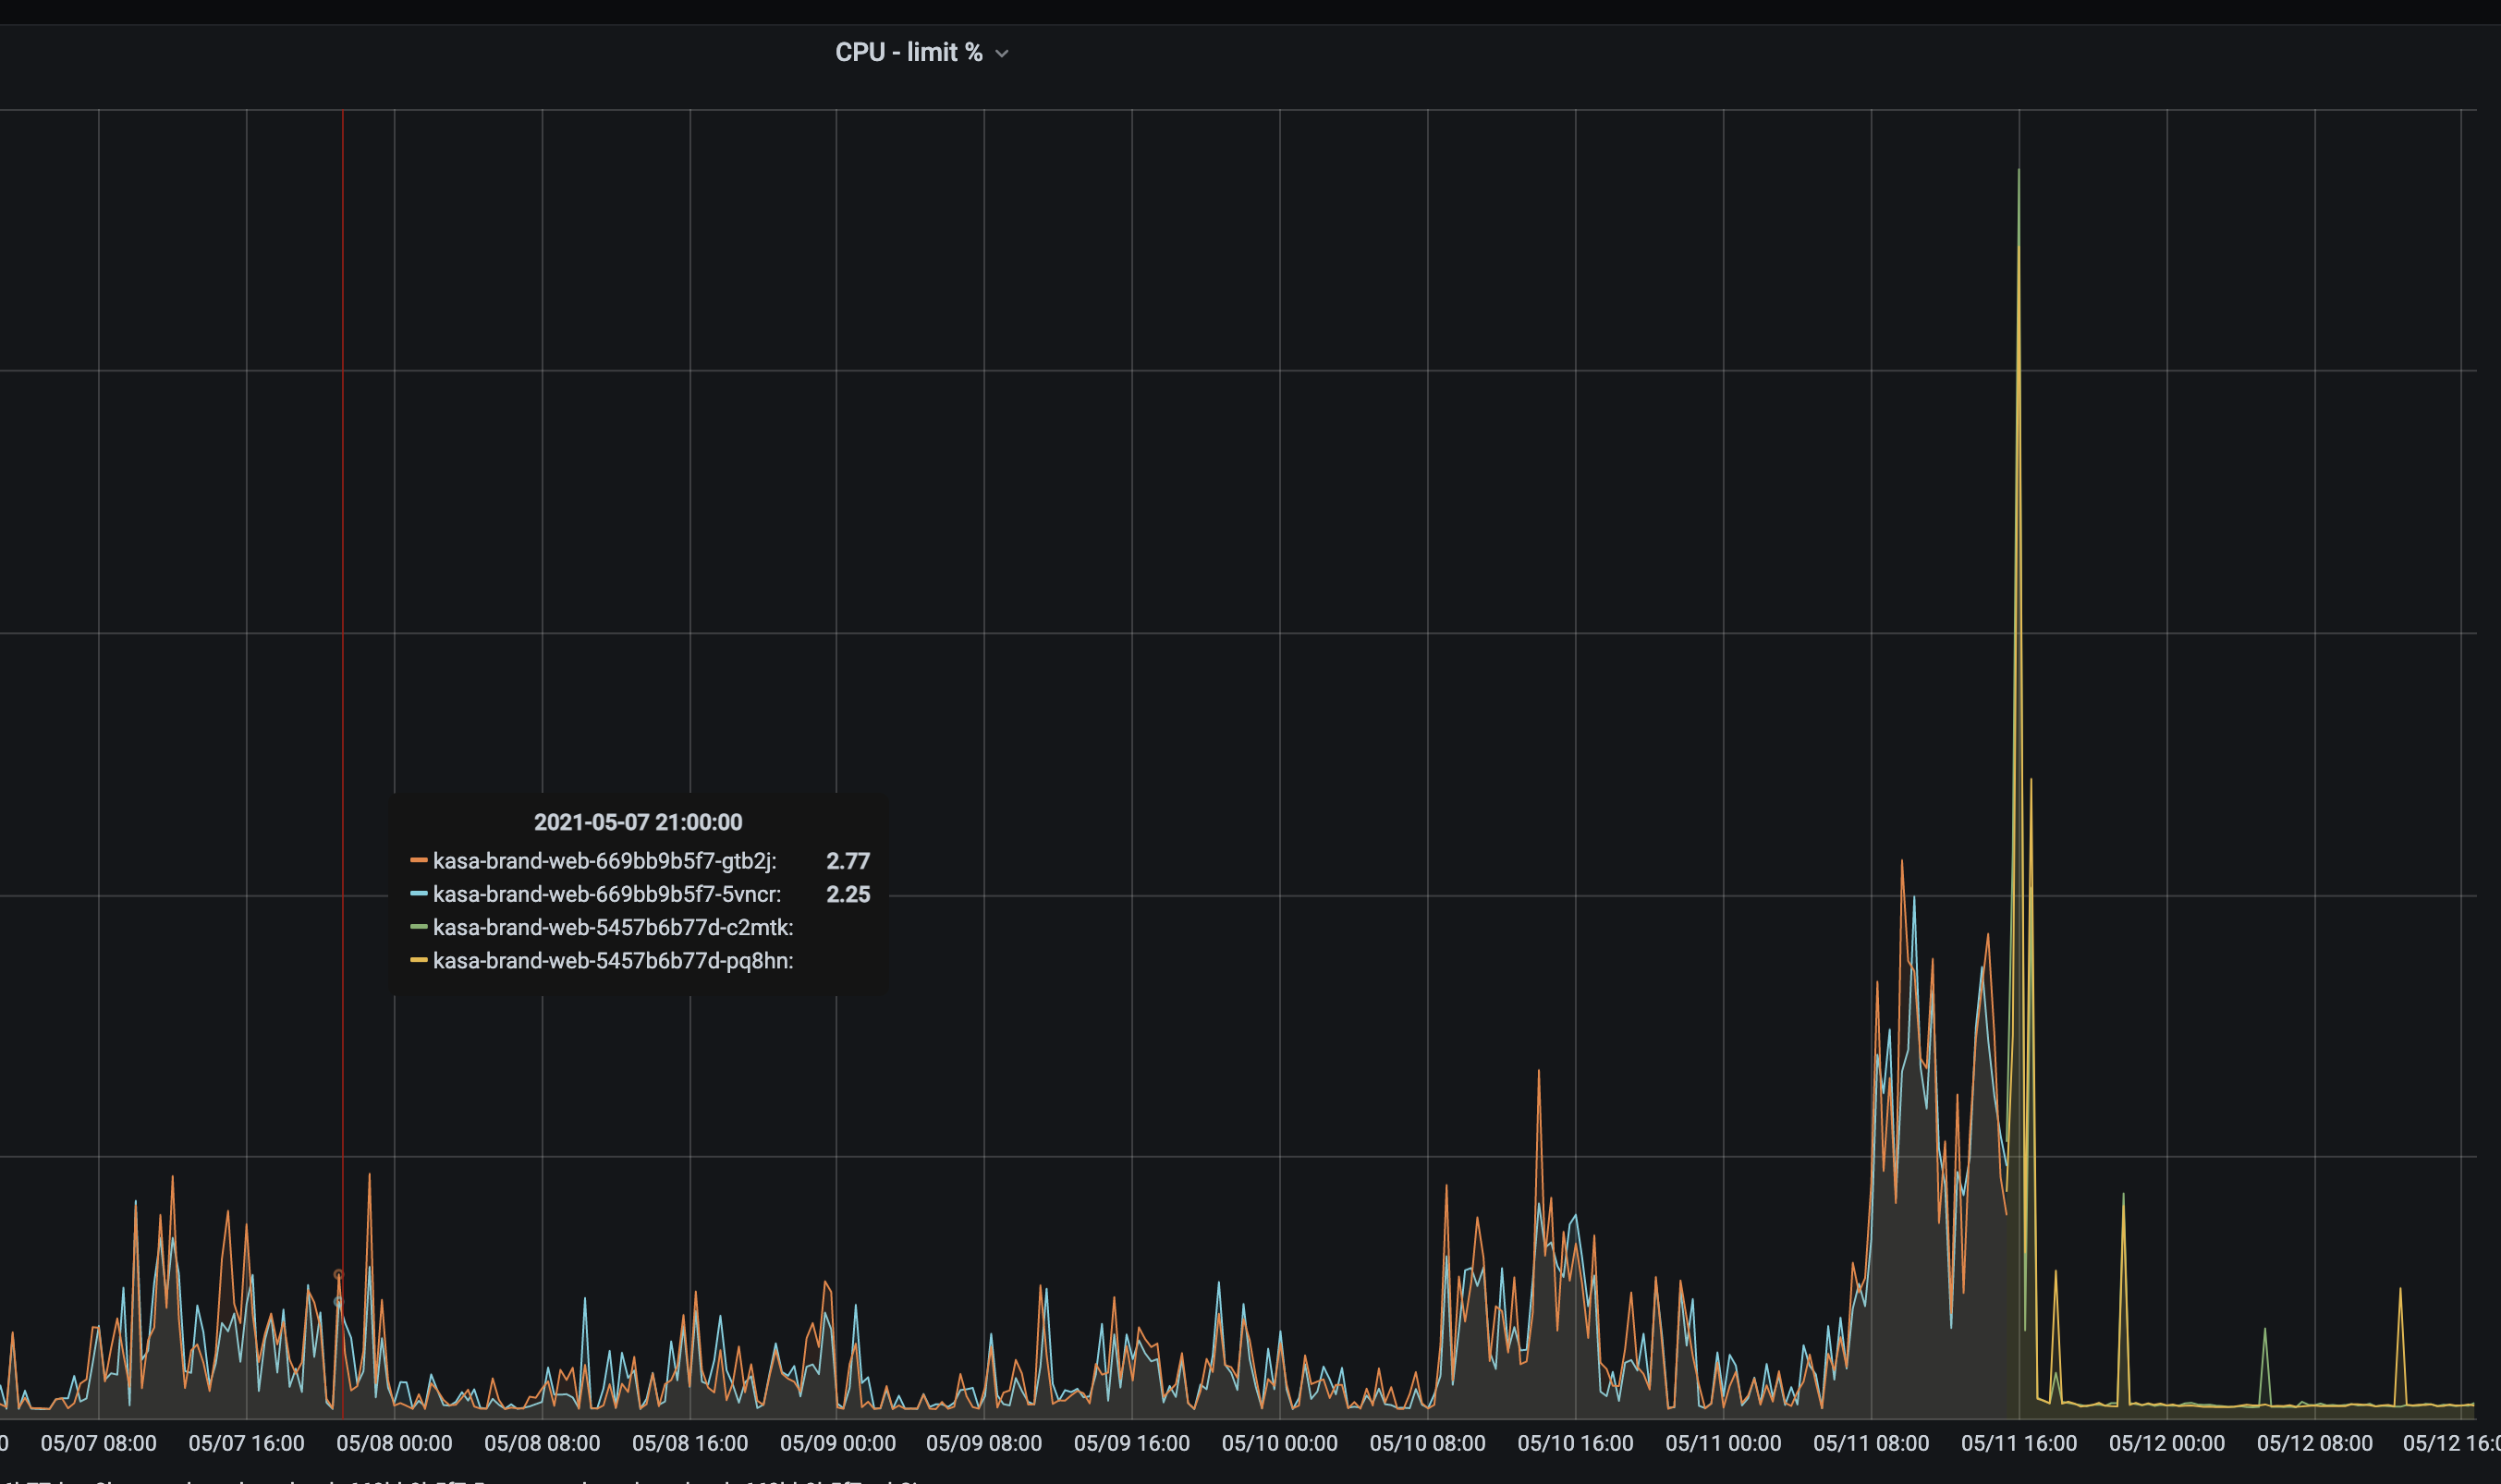 CPU - limit %
2021-05-07 21:00:00
kasa-brand-web-669bb9b5f7-gtb2j: 2.77
kasa-brand-web-669bb9b5f7-5vncr: 2.25
kasa-brand-web-5457b6b77d-c2mtk:
kasa-brand-web-5457b6b77d-pq8hn:
0 05/07 08:00 05/07 16:00 05/08 00:00 05/08 08:00 05/08 16:00 05/09 00:00 05/09 08:00 05/09 16:00 05/10 00:00 05/10 08:00 05/10 16:00 05/11 00:00 05/11 08:00 05/11 16:00 05/12 00:00 05/12 08:00 05/12 16:0